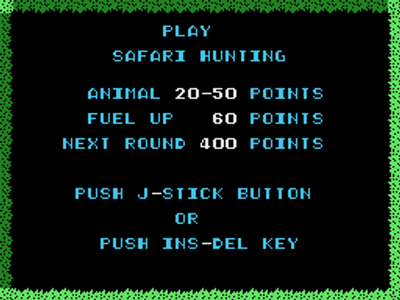 PLAY
SAFARI HUNTING
ANIMAL 20-50 POINTS
FUEL UP 60 POINTS
NEXT ROUND 400 POINTS
PUSH J-STICK BUTTON
OR
PUSH INS-DEL KEY